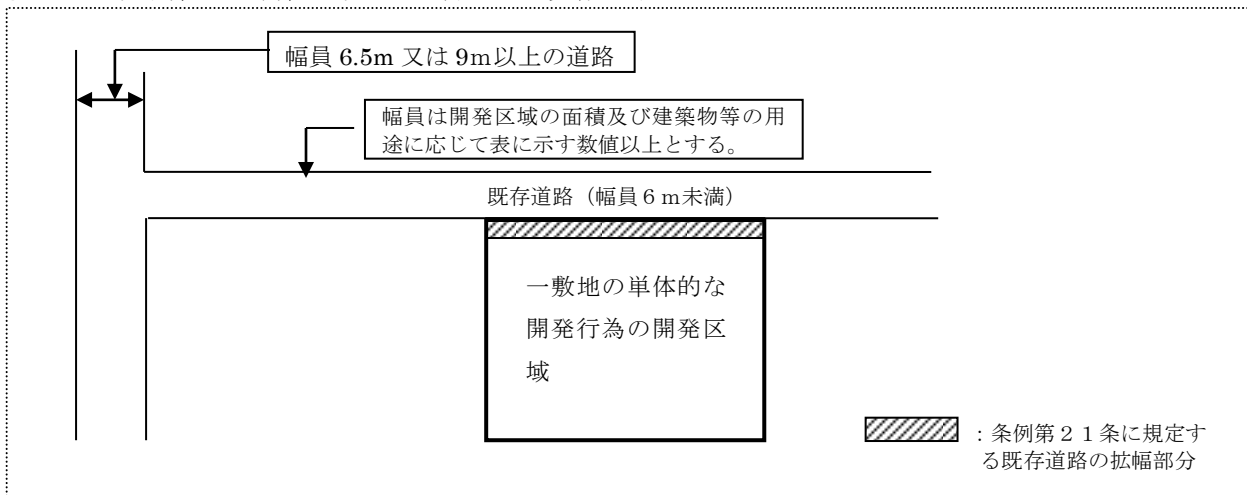 幅員 6.5m 又は 9m以上の道路
幅員は開発区域の面積及び建築物等の用
途に応じて表に示す数値以上とする。
既存道路（幅員６ｍ未満）
一敷地の単体的な
開発行為の開発区
域
：条例第２１条に規定す
る既存道路の拡幅部分